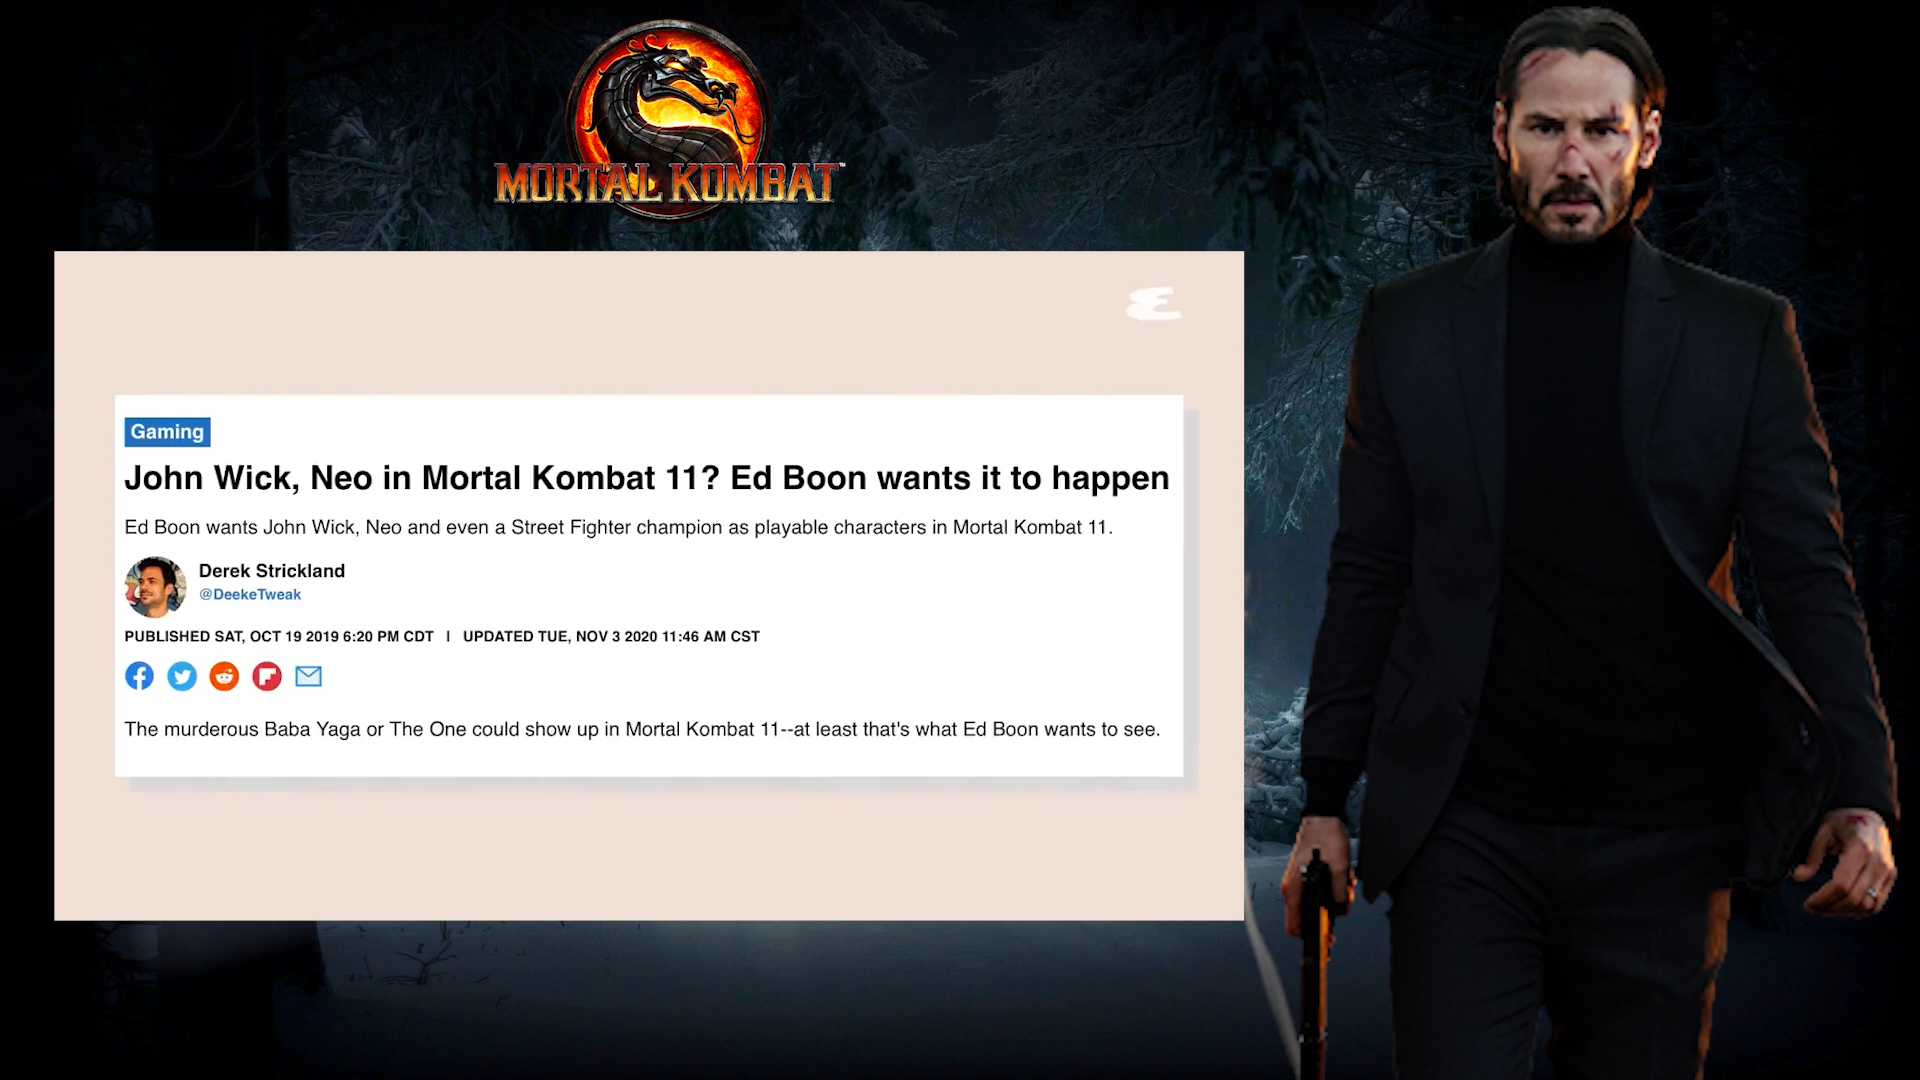 MORTAL KOMBAT™
Gaming
John Wick, Neo in Mortal Kombat 11? Ed Boon wants it to happen
Ed Boon wants John Wick, Neo and even a Street Fighter champion as playable characters in Mortal Kombat 11.
Derek Strickland
@DeekeTweak
PUBLISHED SAT, OCT 19 2019 6:20 PM CDT | UPDATED TUE, NOV 3 2020 11:46 AM CST
The murderous Baba Yaga or The One could show up in Mortal Kombat 11--at least that's what Ed Boon wants to see.